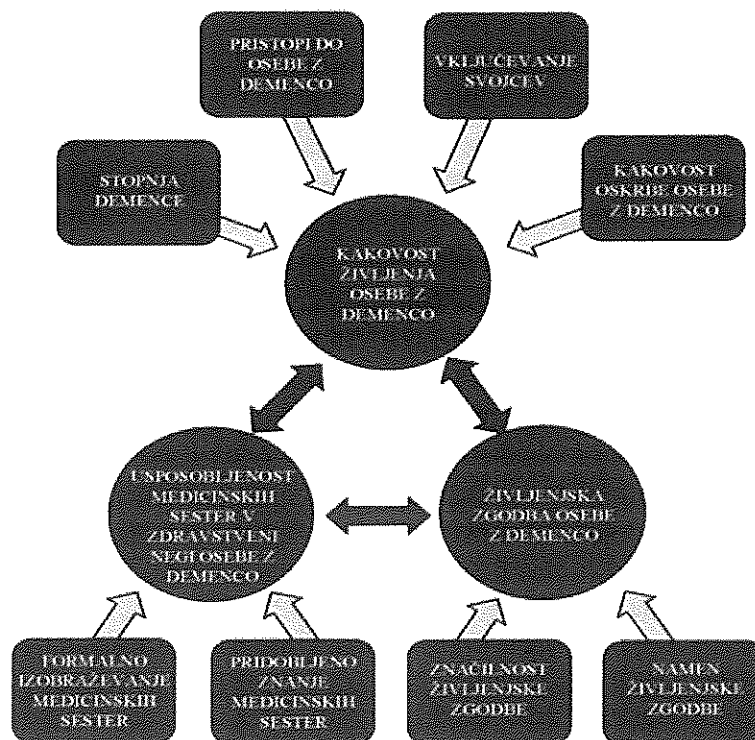 PRISTOPI DO
OSEBE Z
DEMENCO
VKLJUČEVANJE
SVOJCEV
STOPNJA
DEMENCE
KAKOVOST
OSKRBE OSEBE
Z DEMENCO
KAKOVOST
ŽIVLJENJA
OSEBE Z
DEMENCO
USPOSOBLJENOST
MEDICINSKIH
SESTER V
ZDRAVSTVENI
NEGI OSEBE Z
DEMENCO
ŽIVLJENJSKA
ZGODBA OSEBE
Z DEMENCO
FORMALNO
IZOBRAŽEVANJE
MEDICINSKIH
SESTER
PRIDOBLJENO
ZNANJE
MEDICINSKIH
SESTER
ZNAČILNOST
ŽIVLJENJSKE
ZGODBE
NAMEN
ŽIVLJENJSKE
ZGODBE